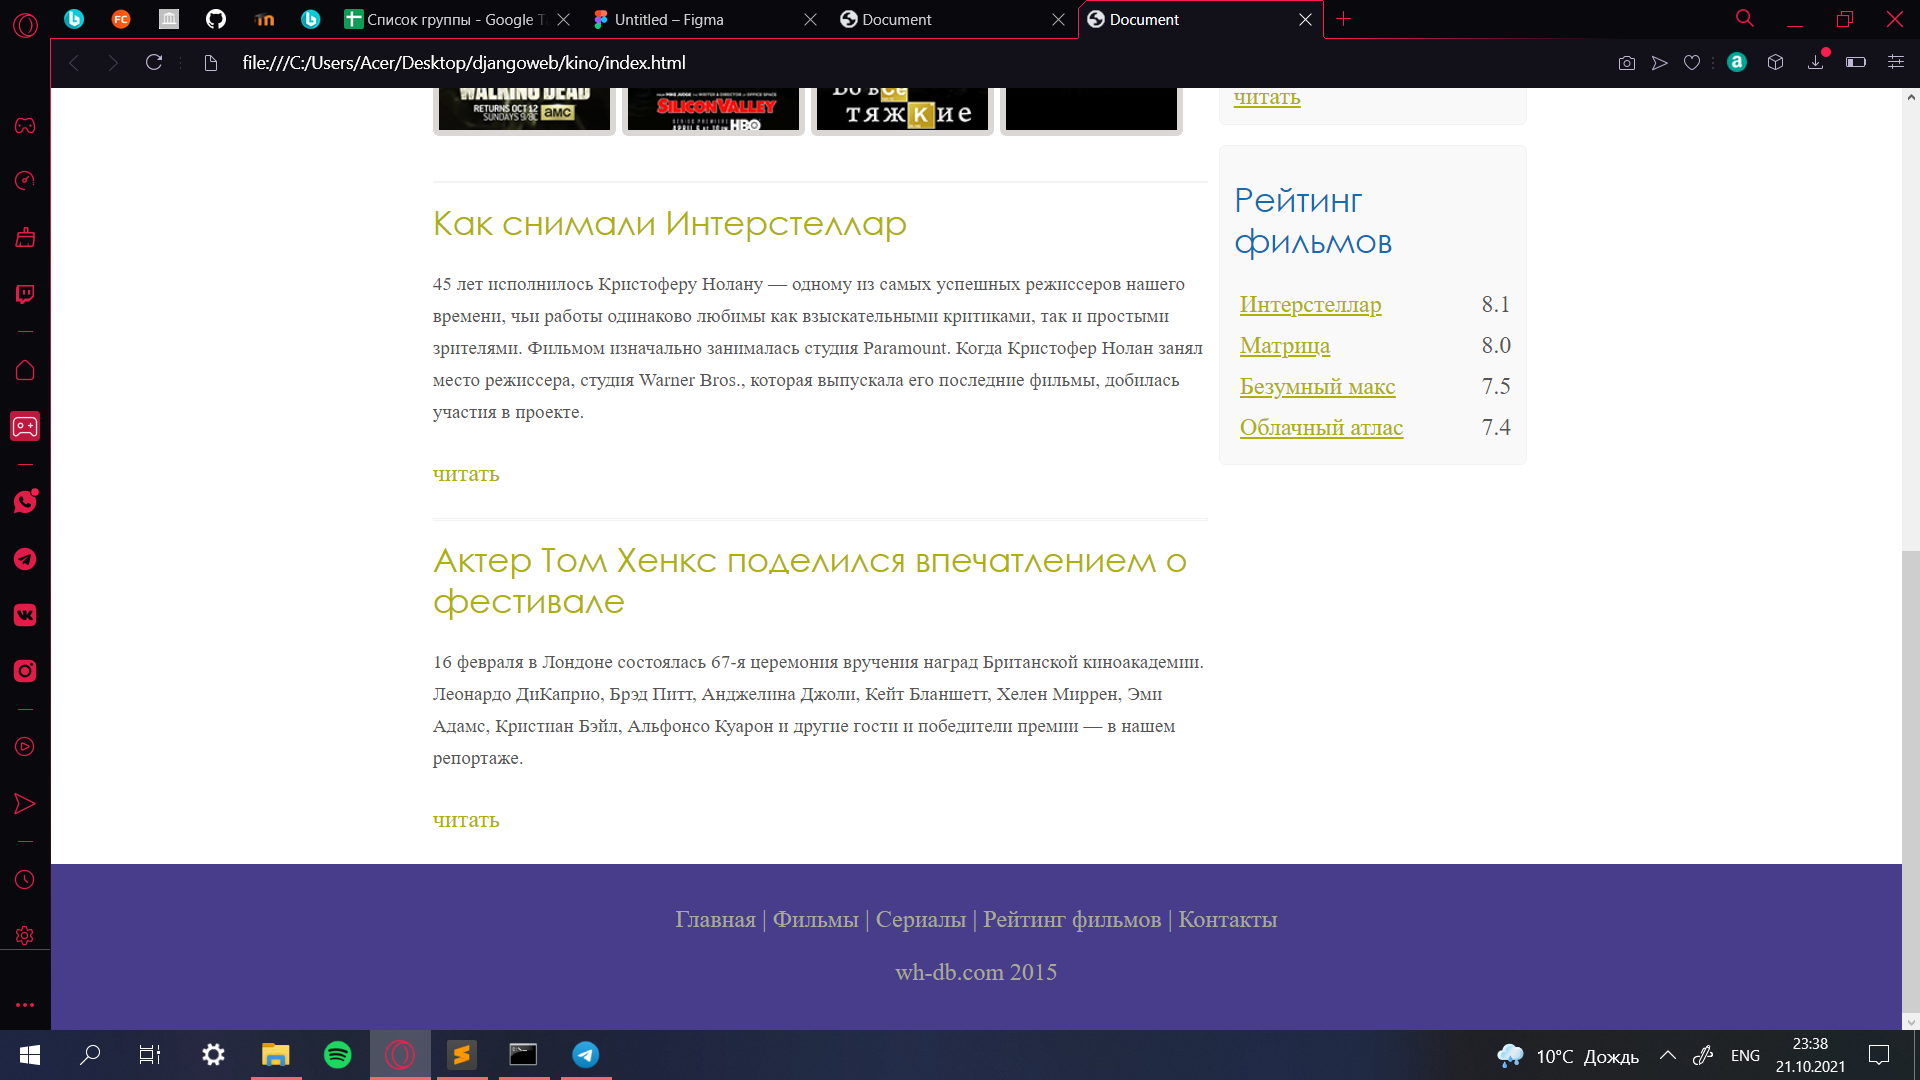 Список группы - Google Т
Untitled – Figma
Document
Document
file:///C:/Users/Acer/Desktop/djangoweb/kino/index.html
WALKING DEAD
RETURNS OCT 12
SUNDAYS 9/8C amc
SILICON VALLEY
HBO
Во все
тяжкие
читать
Рейтинг
фильмов
Интерстеллар 8.1
Матрица 8.0
Безумный макс 7.5
Облачный атлас 7.4
Как снимали Интерстеллар
45 лет исполнилось Кристоферу Нолану — одному из самых успешных режиссеров нашего
времени, чьи работы одинаково любимы как взыскательными критиками, так и простыми
зрителями. Фильмом изначально занималась студия Paramount. Когда Кристофер Нолан занял
место режиссера, студия Warner Bros., которая выпускала его последние фильмы, добилась
участия в проекте.
читать
Актер Том Хенкс поделился впечатлением о
фестивале
16 февраля в Лондоне состоялась 67-я церемония вручения наград Британской киноакадемии.
Леонардо ДиКаприо, Брэд Питт, Анджелина Джоли, Кейт Бланшетт, Хелен Миррен, Эми
Адамс, Кристиан Бэйл, Альфонсо Куарон и другие гости и победители премии — в нашем
репортаже.
читать
Главная | Фильмы | Сериалы | Рейтинг фильмов | Контакты
wh-db.com 2015
10°C Дождь
ENG
23:38
21.10.2021